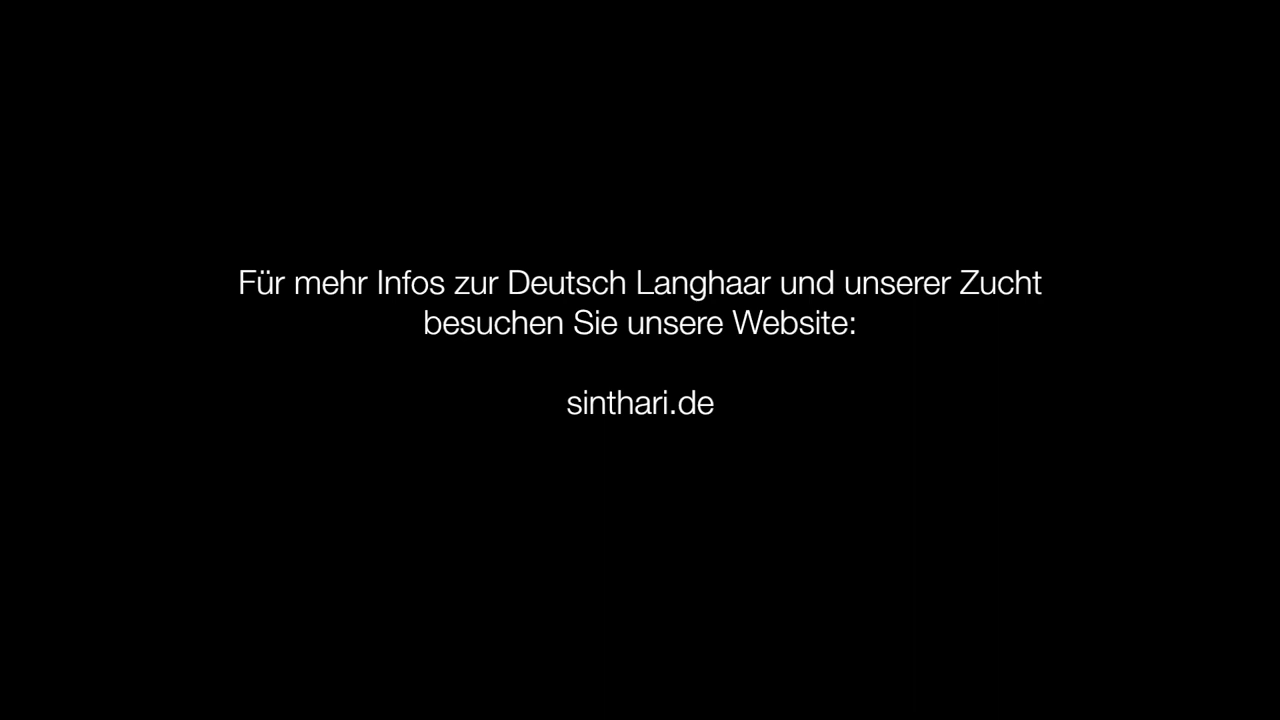 Für mehr Infos zur Deutsch Langhaar und unserer Zucht
besuchen Sie unsere Website:
sinthari.de